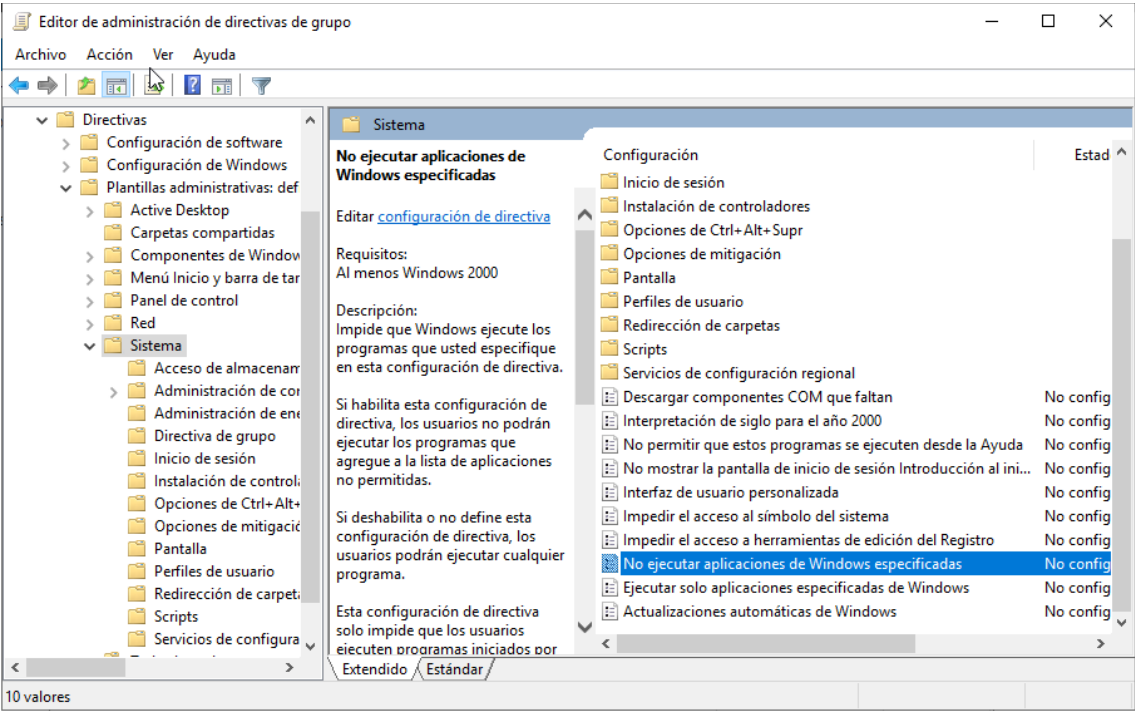 Editor de administración de directivas de grupo
Archivo Acción Ver Ayuda
Directivas
Configuración de software
Configuración de Windows
Plantillas administrativas: def
Active Desktop
Carpetas compartidas
Componentes de Window
Menú Inicio y barra de tar
Panel de control
Red
Sistema
Acceso de almacenam
Administración de cor
Administración de ene
Directiva de grupo
Inicio de sesión
Instalación de control
Opciones de Ctrl+Alt+
Opciones de mitigació
Pantalla
Perfiles de usuario
Redirección de carpet
Scripts
Servicios de configura
Sistema
No ejecutar aplicaciones de
Windows especificadas
Editar configuración de directiva
Requisitos:
Al menos Windows 2000
Descripción:
Impide que Windows ejecute los
programas que usted especifique
en esta configuración de directiva.
Si habilita esta configuración de
directiva, los usuarios no podrán
ejecutar los programas que
agregue a la lista de aplicaciones
no permitidas.
Si deshabilita o no define esta
configuración de directiva, los
usuarios podrán ejecutar cualquier
programa.
Esta configuración de directiva
solo impide que los usuarios
ejecuten programas iniciados por
Configuración Estad
Inicio de sesión
Instalación de controladores
Opciones de Ctrl+Alt+Supr
Opciones de mitigación
Pantalla
Perfiles de usuario
Redirección de carpetas
Scripts
Servicios de configuración regional
Descargar componentes COM que faltan No config
Interpretación de siglo para el año 2000 No config
No permitir que estos programas se ejecuten desde la Ayuda No config
No mostrar la pantalla de inicio de sesión Introducción al ini... No config
Interfaz de usuario personalizada No config
Impedir el acceso al símbolo del sistema No config
Impedir el acceso a herramientas de edición del Registro No config
No ejecutar aplicaciones de Windows especificadas No config
Ejecutar solo aplicaciones especificadas de Windows No config
Actualizaciones automáticas de Windows No config
Extendido Estándar
10 valores